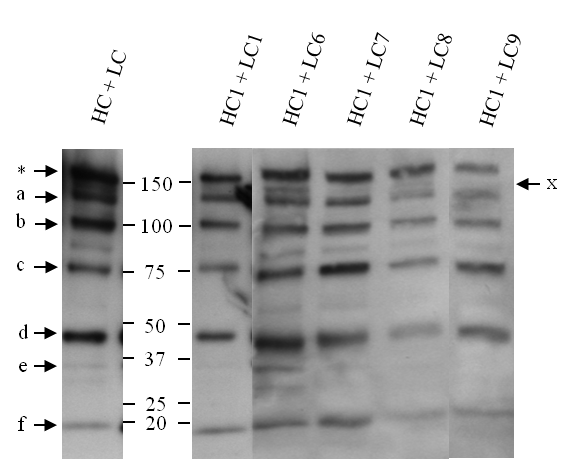 HC + LC
HC1 + LC1
HC1 + LC6
HC1 + LC7
HC1 + LC8
HC1 + LC9
*
150
x
a
b
100
c
75
50
d
37
e
25
f
20